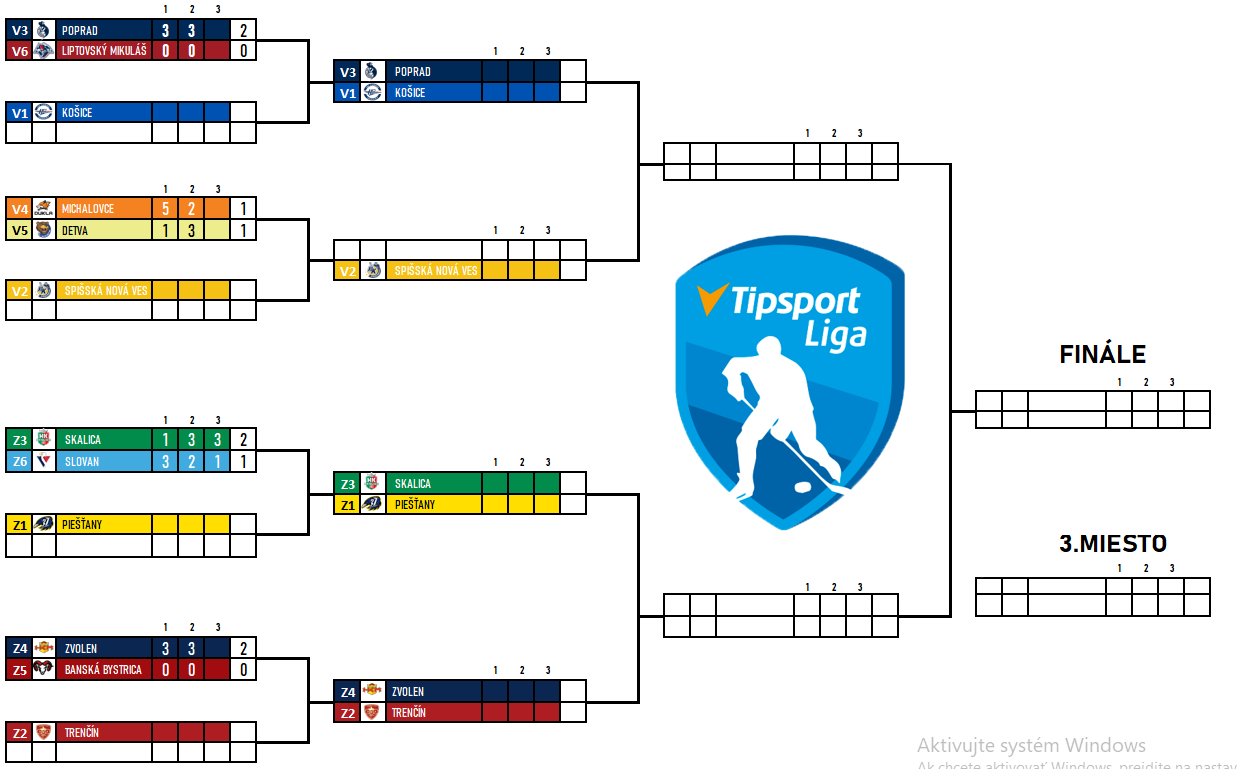 1 2 3
V3 POPRAD 3 3 2
V6 LIPTOVSKÝ MIKULÁŠ 0 0 0
V1 KOŠICE
1 2 3
V3 POPRAD
V1 KOŠICE
1 2 3
1 2 3
V4 DUKLA MICHALOVCE 5 2 1
V5 DETVA 1 3 1
V2 SPIŠSKÁ NOVÁ VES
1 2 3
V2 SPIŠSKÁ NOVÁ VES
Tipsport
Liga
FINÁLE
1 2 3
1 2 3
Z3 SKALICA 1 3 3 2
Z6 SLOVAN 3 2 1 1
Z1 PIEŠŤANY
1 2 3
Z3 SKALICA
Z1 PIEŠŤANY
3.MIESTO
1 2 3
1 2 3
1 2 3
Z4 ZVOLEN 3 3 2
Z5 BANSKÁ BYSTRICA 0 0 0
Z2 TRENČÍN
1 2 3
Z4 ZVOLEN
Z2 TRENČÍN
Aktivujte systém Windows
Ak chcete aktivovať Windows, prejdite na nastav